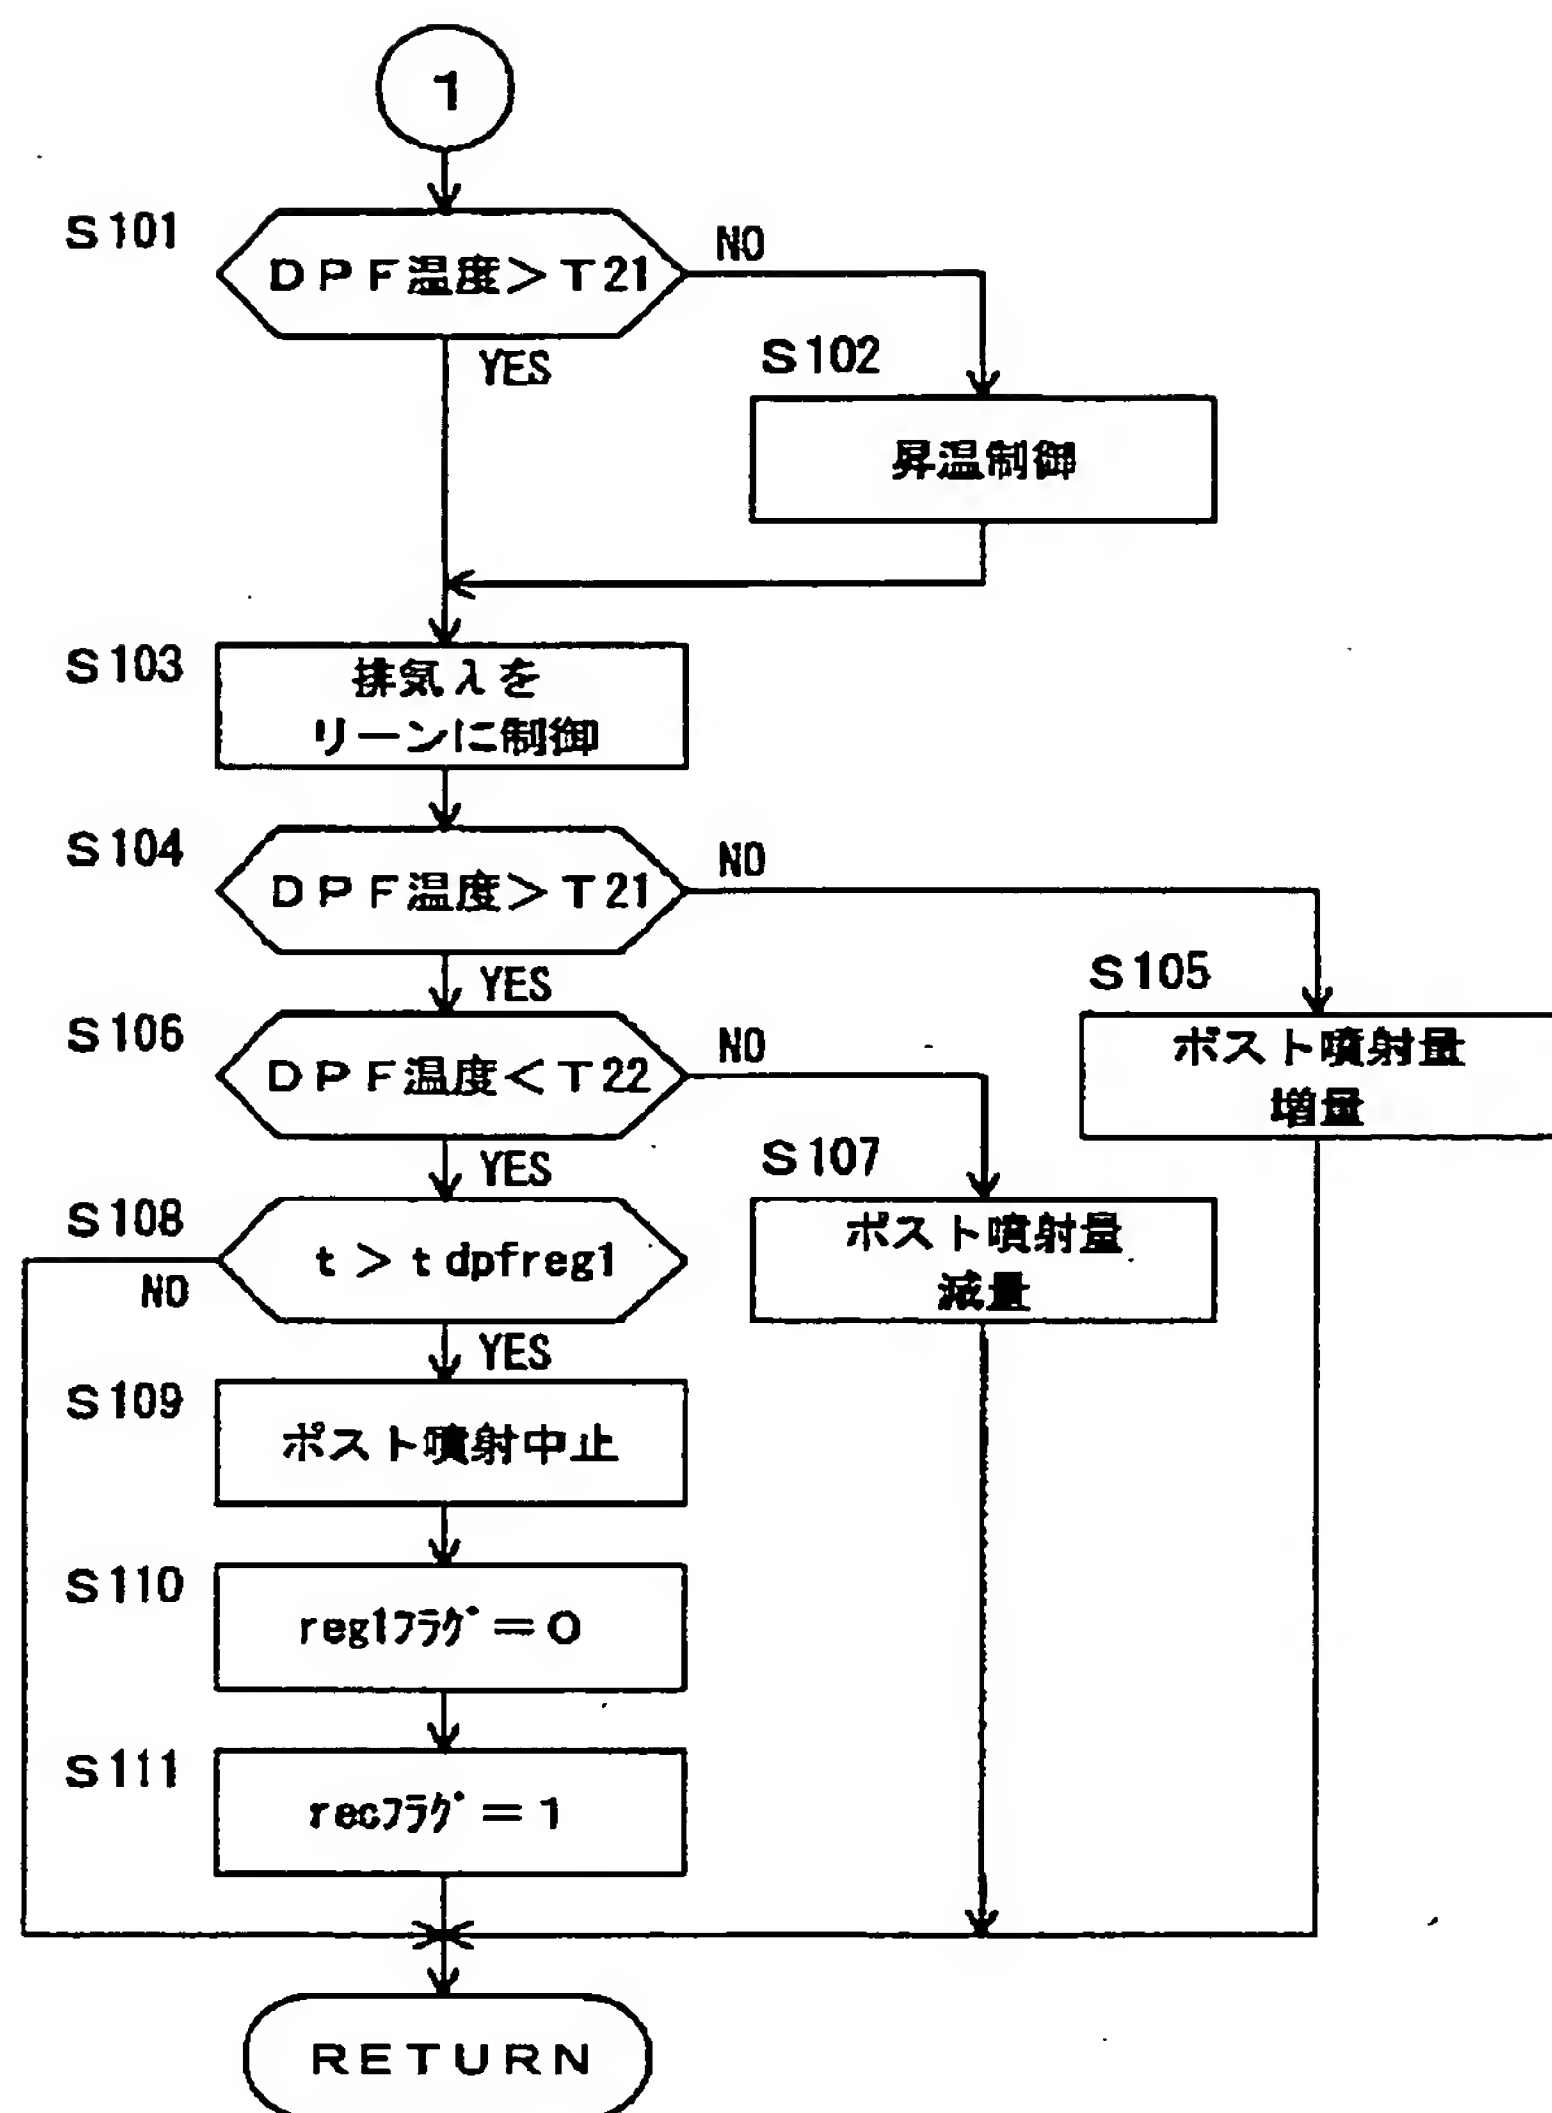 1
S101
DPF温度>T21
NO
YES
S102
昇温制御
S103
排気λを
リーンに制御
S104
DPF温度>T21
NO
YES
S105
ポスト噴射量
増量
S106
DPF温度<T22
NO
YES
S107
ポスト噴射量
減量
S108
t>tdpfreg1
NO
YES
S109
ポスト噴射中止
S110
reg1フラグ=0
S111
recフラグ=1
RETURN